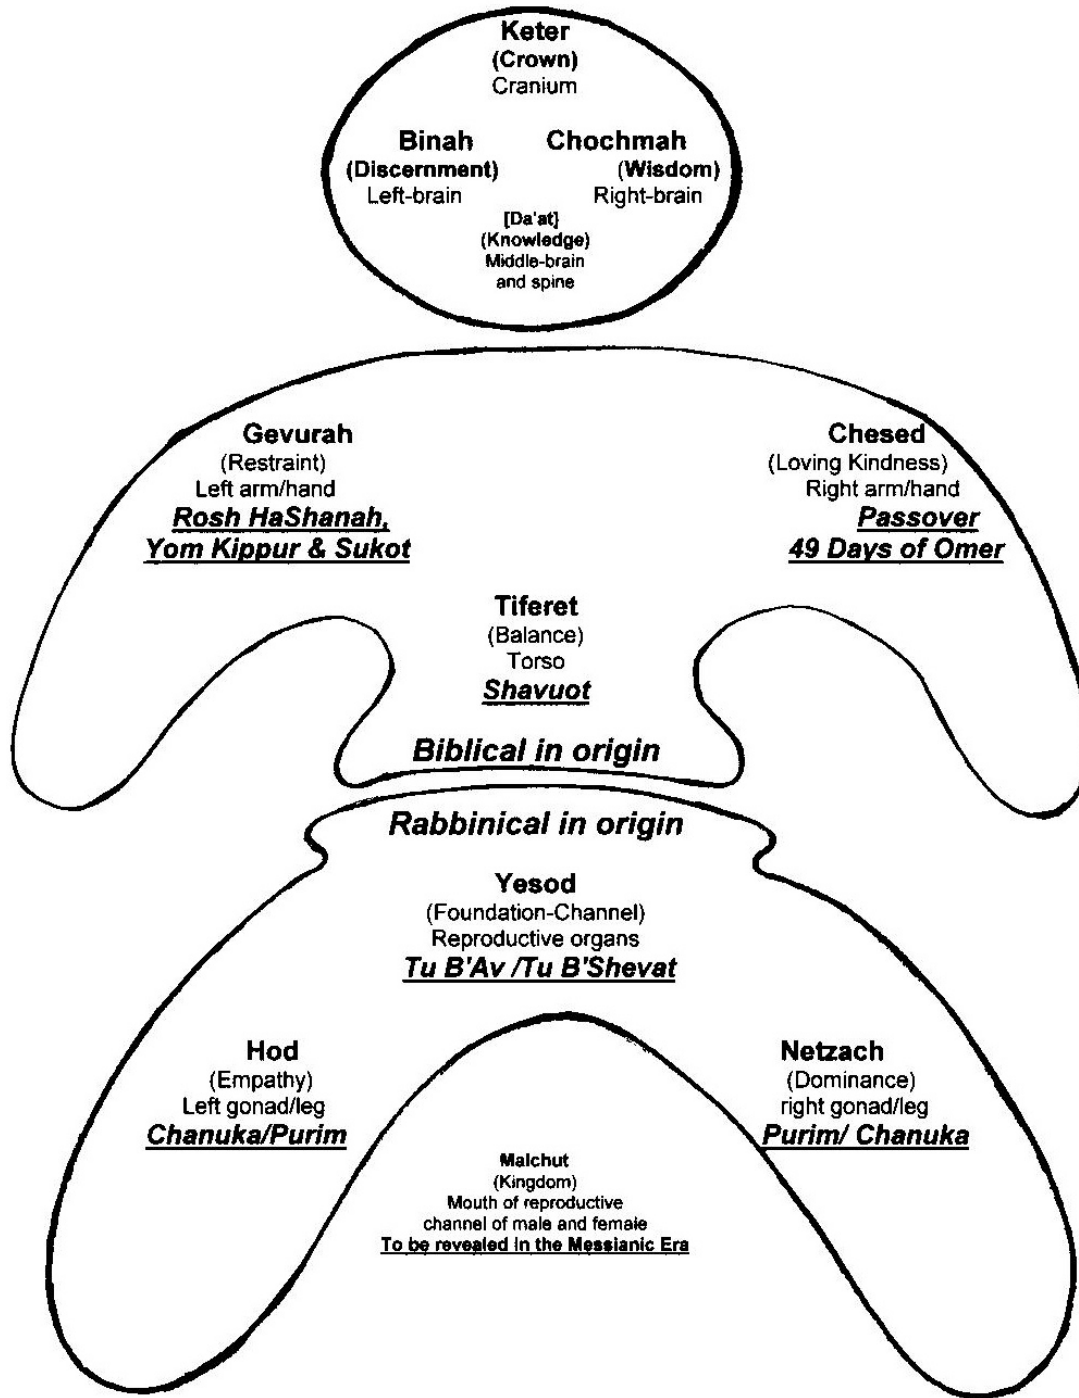 Keter
(Crown)
Cranium
Binah
(Discernment)
Left-brain
Chochmah
(Wisdom)
Right-brain
[Da'at]
(Knowledge)
Middle-brain
and spine
Gevurah
(Restraint)
Left arm/hand
Rosh HaShanah,
Yom Kippur & Sukot
Chesed
(Loving Kindness)
Right arm/hand
Passover
49 Days of Omer
Tiferet
(Balance)
Torso
Shavuot
Biblical in origin
Rabbinical in origin
Yesod
(Foundation-Channel)
Reproductive organs
Tu B'Av /Tu B'Shevat
Hod
(Empathy)
Left gonad/leg
Chanuka/Purim
Netzach
(Dominance)
right gonad/leg
Purim/ Chanuka
Malchut
(Kingdom)
Mouth of reproductive
channel of male and female
To be revealed in the Messianic Era